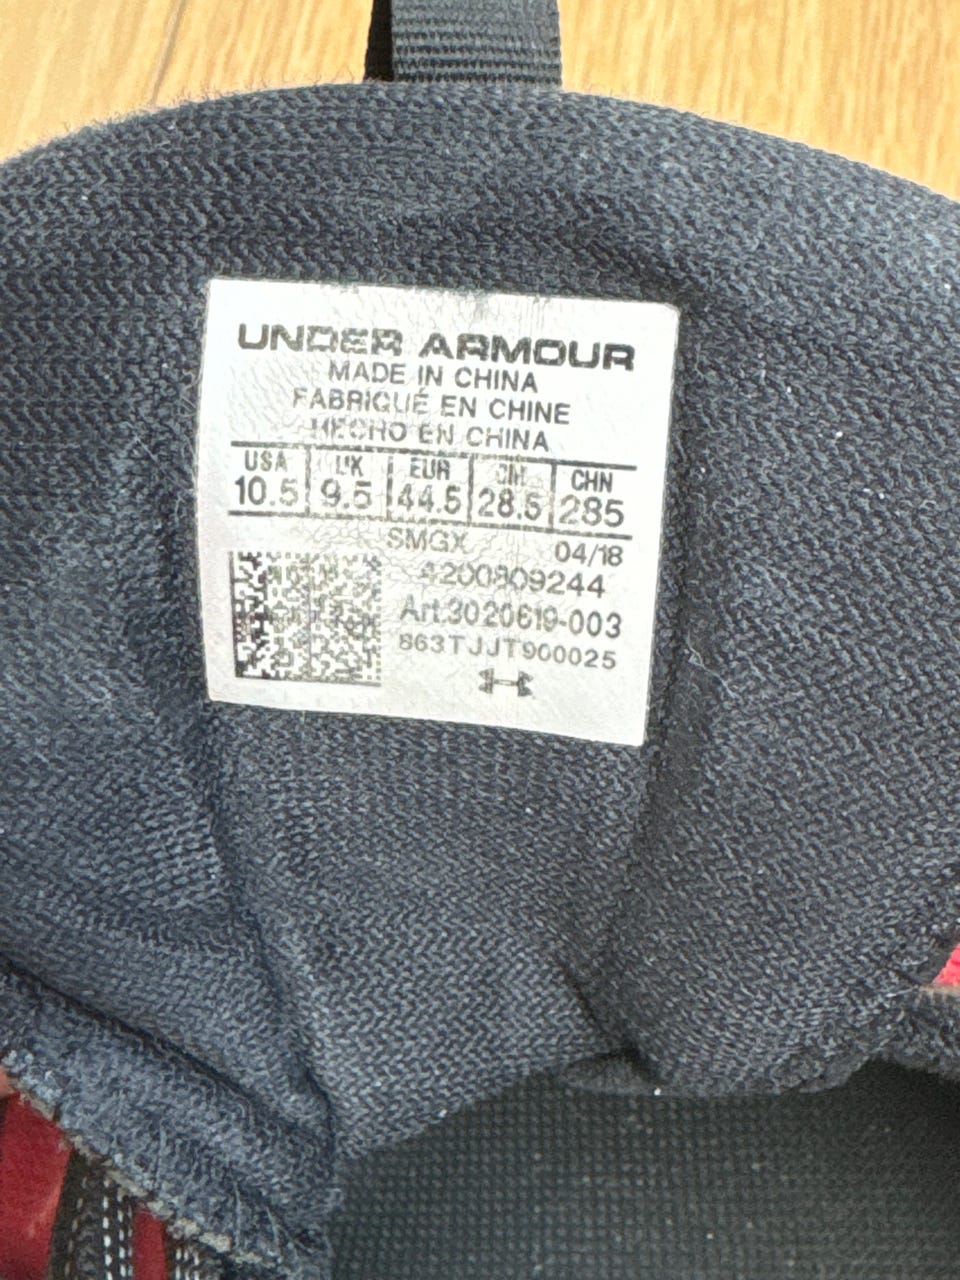 UNDER ARMOUR
MADE IN CHINA
FABRIQUÉ EN CHINE
HECHO EN CHINA
USA UK EUR CM CHN
10.5 9.5 44.5 28.5 285
SMGX 04/18
4200809244
Art.3020619-003
863TJJT900025